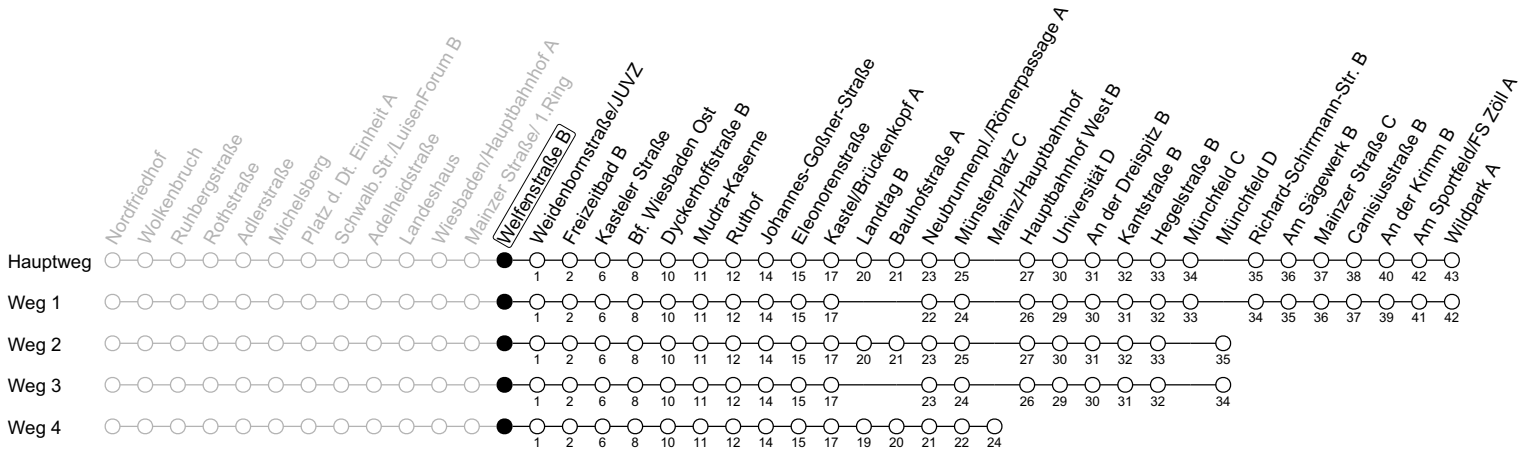 Nordfriedhof
Wolkenbruch
Ruhbergstraße
Rothstraße
Adlerstraße
Michelsberg
Platz d. Dt. Einheit A
Schwalb.Str./LuisenForum B
Adelheidstraße
Landeshaus
Wiesbaden/Hauptbahnhof A
Mainzer Straße/ 1.Ring
Welfenstraße B
Weidenbornstraße/JUVZ
Freizeitbad B
Kasteler Straße
Bf. Wiesbaden Ost
Dyckerhoffstraße B
Mudra-Kaserne
Ruthof
Johannes-Goßner-Straße
Eleonorenstraße
Kastel/Brückenkopf A
Landtag B
Bauhofstraße A
Neubrunnenpl./Römerpassage A
Münsterplatz C
Mainz/Hauptbahnhof
Hauptbahnhof West B
Universität D
An der Dreispitz B
Kantstraße B
Hegelstraße B
Münchfeld C
Münchfeld D
Richard-Schirrmann-Str. B
Am Sägewerk B
Mainzer Straße C
Canisiusstraße B
An der Krimm B
Am Sportfeld/FS Zöll A
Wildpark A
Hauptweg
1 2 6 8 10 11 12 14 15 17 20 21 23 25 27 30 31 32 33 34 35 36 37 38 40 42 43
Weg 1
1 2 6 8 10 11 12 14 15 17 22 24 26 29 30 31 32 33 34 35 36 37 39 41 42
Weg 2
1 2 6 8 10 11 12 14 15 17 20 21 23 25 27 30 31 32 33 35
Weg 3
1 2 6 8 10 11 12 14 15 17 23 24 26 29 30 31 32 34
Weg 4
1 2 6 8 10 11 12 14 15 17 19 20 21 22 24